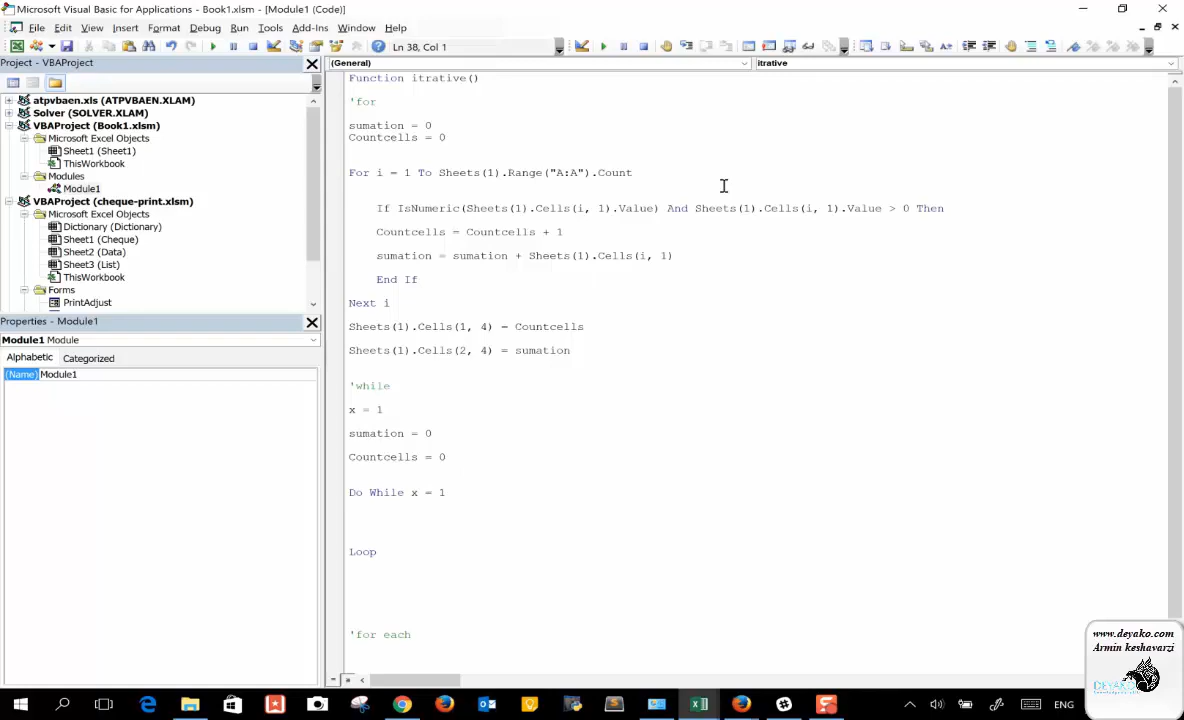 Microsoft Visual Basic for Applications - Book1.xlsm - [Module1 (Code)]
File Edit View Insert Format Debug Run Tools Add-Ins Window Help
Ln 38, Col 1
Project - VBAProject
(General)
itrative
atpvbaen.xls (ATPVBAEN.XLAM)
Solver (SOLVER.XLAM)
VBAProject (Book1.xlsm)
Microsoft Excel Objects
Sheet1 (Sheet1)
ThisWorkbook
Modules
Module1
VBAProject (cheque-print.xlsm)
Microsoft Excel Objects
Dictionary (Dictionary)
Sheet1 (Cheque)
Sheet2 (Data)
Sheet3 (List)
ThisWorkbook
Forms
PrintAdjust
Properties - Module1
Module1 Module
Alphabetic Categorized
(Name) Module1
Function itrative()
'for
sumation = 0
Countcells = 0
For i = 1 To Sheets(1).Range("A:A").Count
If IsNumeric(Sheets(1).Cells(i, 1).Value) And Sheets(1).Cells(i, 1).Value > 0 Then
Countcells = Countcells + 1
sumation = sumation + Sheets(1).Cells(i, 1)
End If
Next i
Sheets(1).Cells(1, 4) = Countcells
Sheets(1).Cells(2, 4) = sumation
'while
x = 1
sumation = 0
Countcells = 0
Do While x = 1
Loop
'for each
www.deyako.com
Armin keshavarzi
DEYAKO
ENG